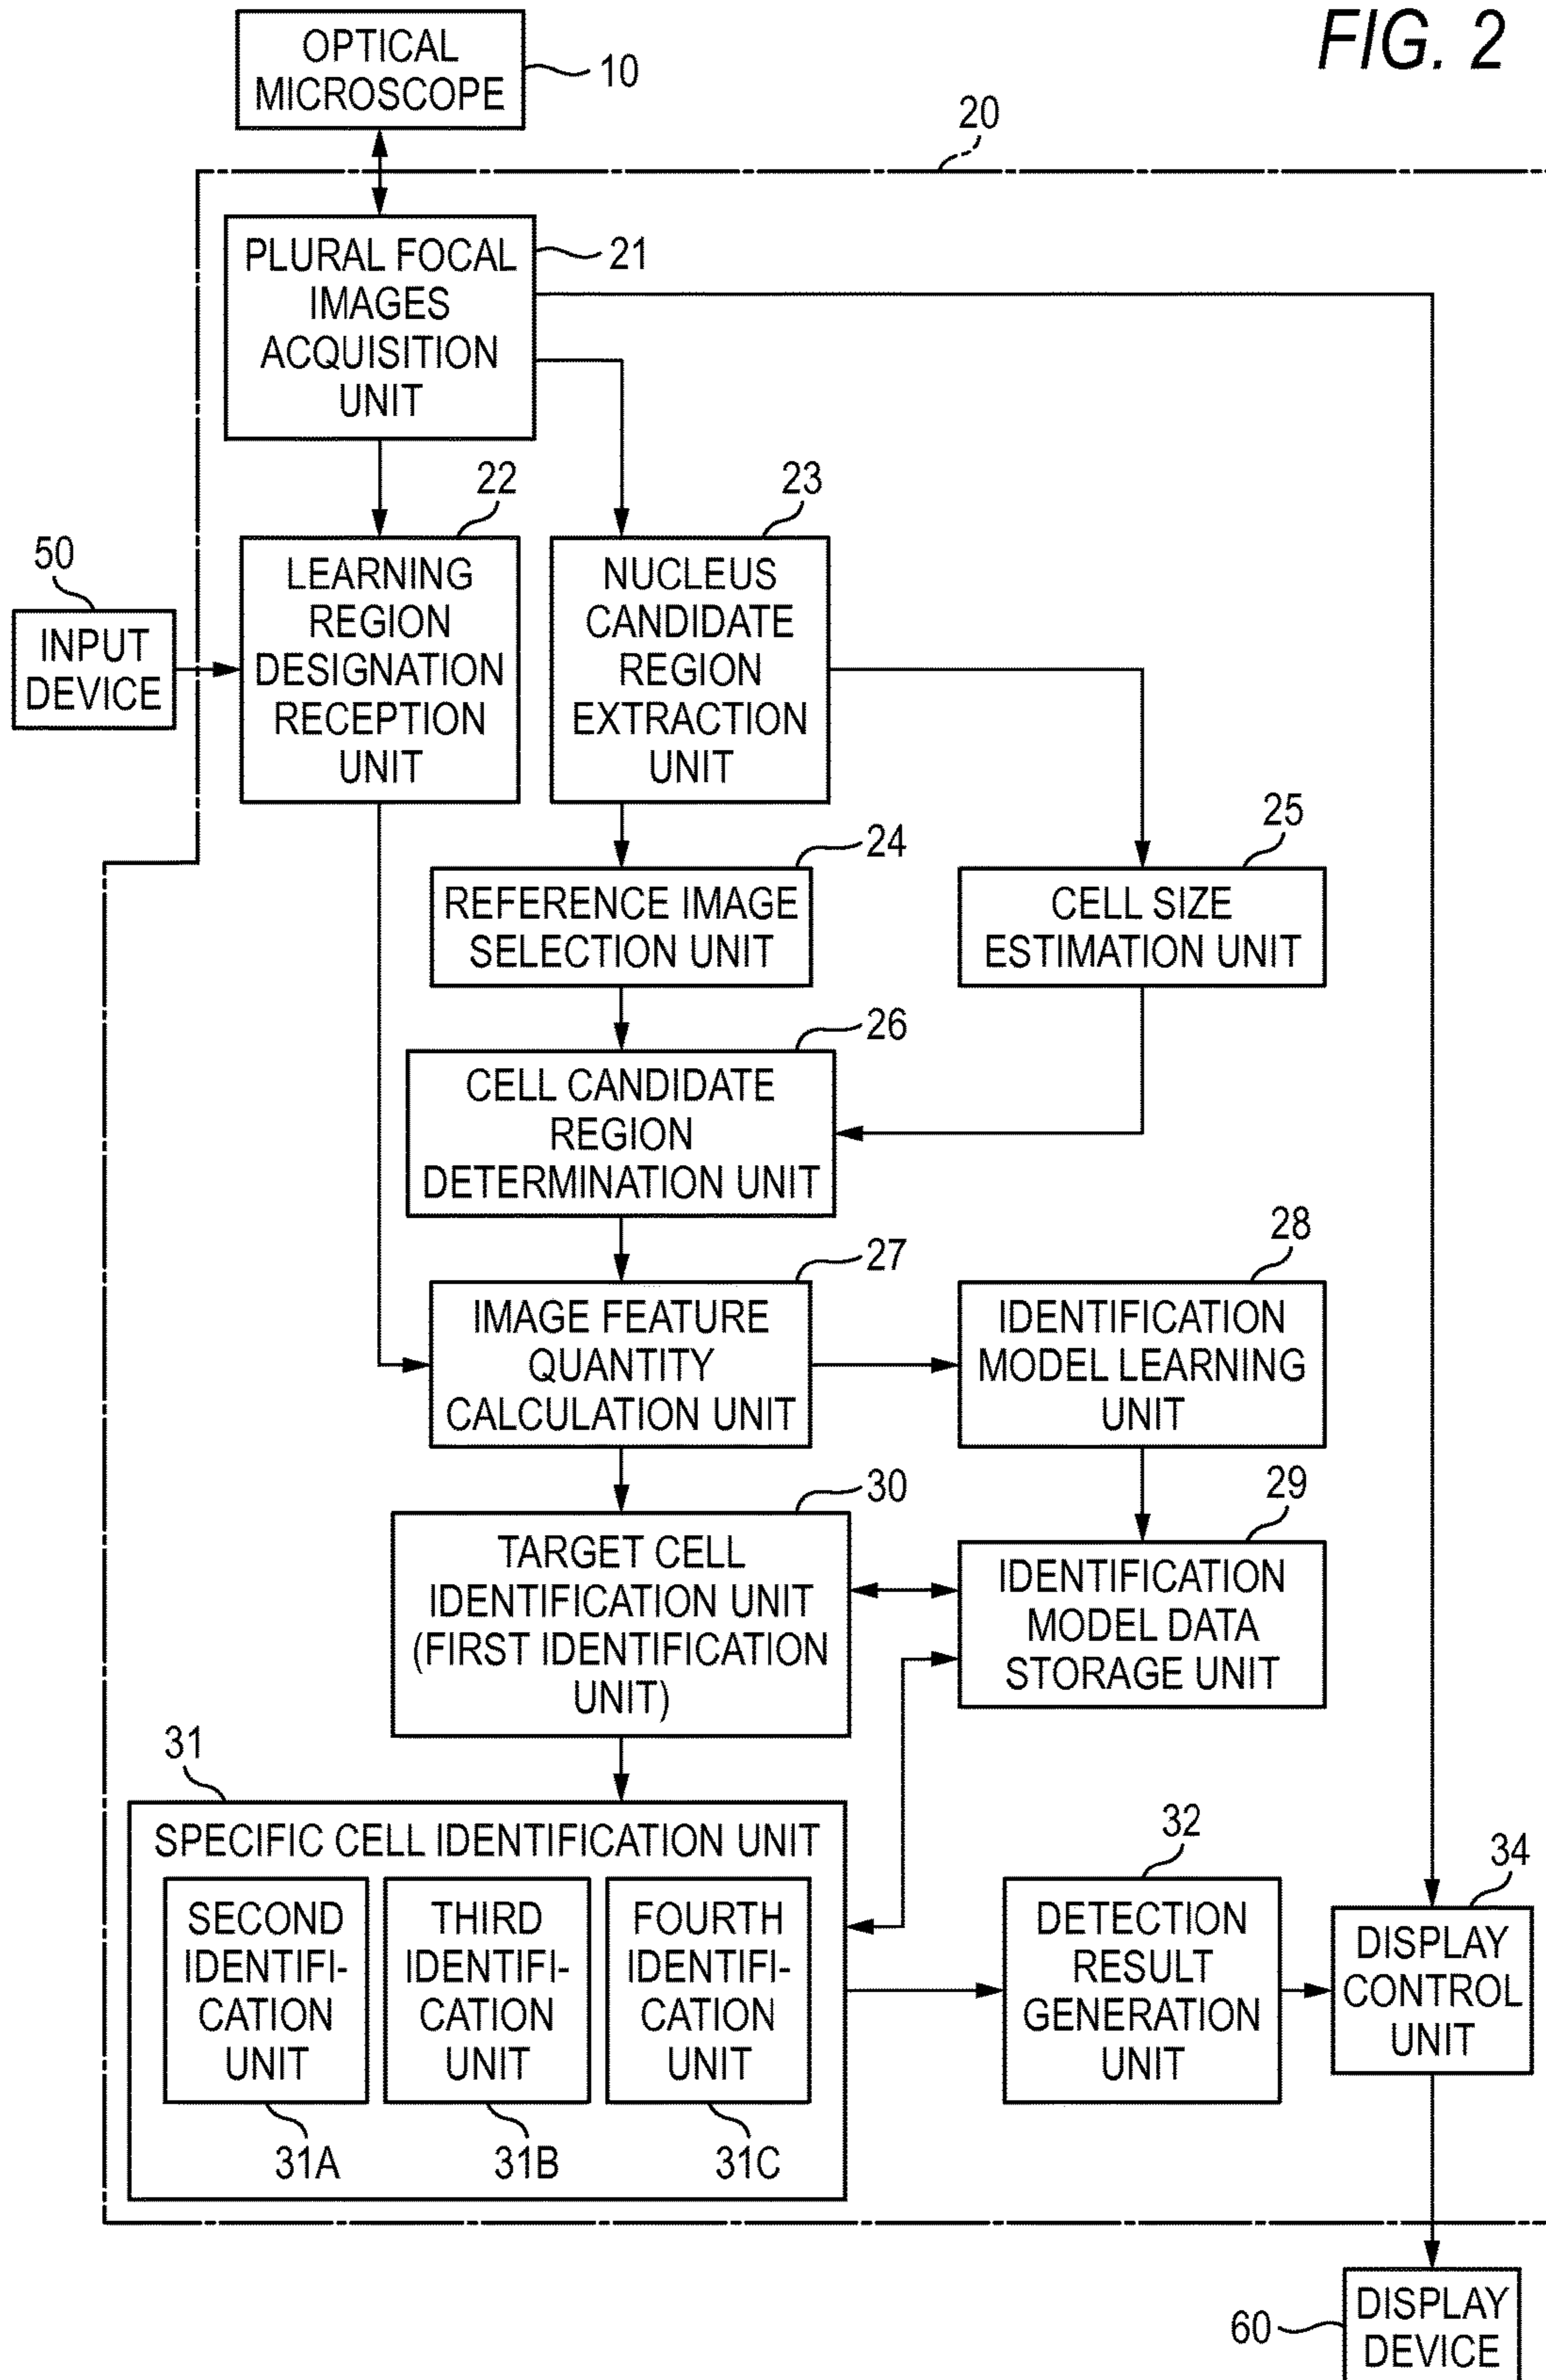 FIG. 2
OPTICAL
MICROSCOPE
10
20
PLURAL FOCAL
IMAGES
ACQUISITION
UNIT
21
22
23
50
INPUT
DEVICE
LEARNING
REGION
DESIGNATION
RECEPTION
UNIT
NUCLEUS
CANDIDATE
REGION
EXTRACTION
UNIT
24
25
REFERENCE IMAGE
SELECTION UNIT
CELL SIZE
ESTIMATION UNIT
26
CELL CANDIDATE
REGION
DETERMINATION UNIT
27
28
IMAGE FEATURE
QUANTITY
CALCULATION UNIT
IDENTIFICATION
MODEL LEARNING
UNIT
30
29
TARGET CELL
IDENTIFICATION UNIT
(FIRST IDENTIFICATION
UNIT)
IDENTIFICATION
MODEL DATA
STORAGE UNIT
31
SPECIFIC CELL IDENTIFICATION UNIT
SECOND
IDENTIFI-
CATION
UNIT
THIRD
IDENTIFI-
CATION
UNIT
FOURTH
IDENTIFI-
CATION
UNIT
31A
31B
31C
32
DETECTION
RESULT
GENERATION
UNIT
34
DISPLAY
CONTROL
UNIT
60
DISPLAY
DEVICE